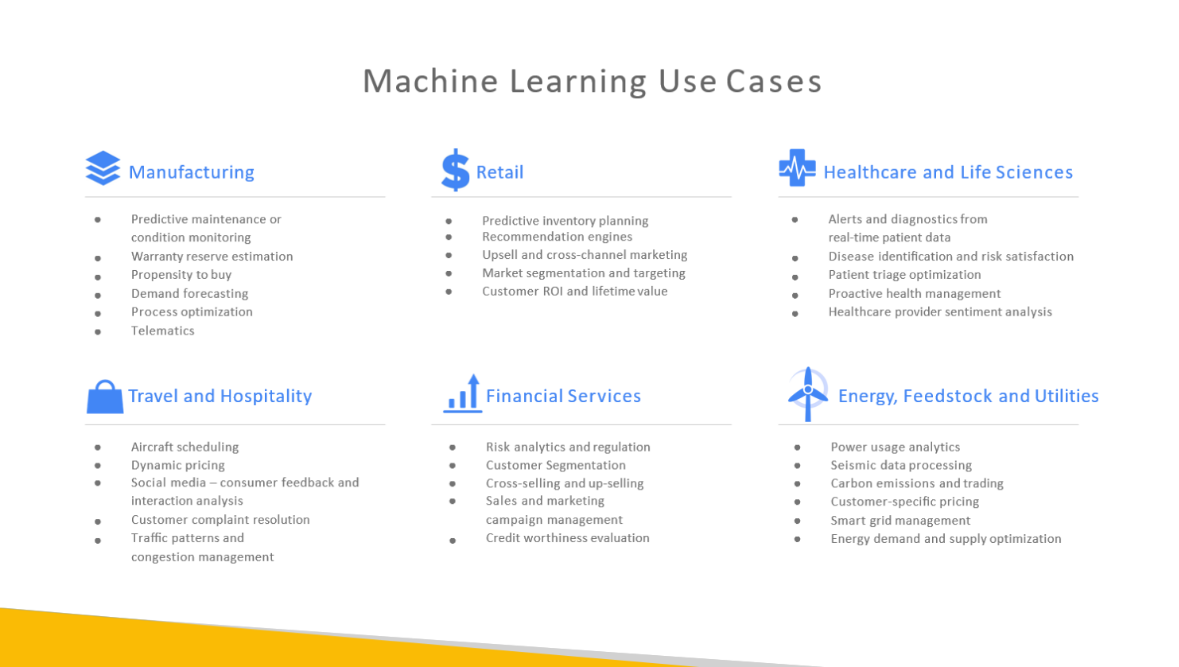 Machine Learning Use Cases
Manufacturing
● Predictive maintenance or
condition monitoring
● Warranty reserve estimation
● Propensity to buy
● Demand forecasting
● Process optimization
● Telematics
$ Retail
● Predictive inventory planning
● Recommendation engines
● Upsell and cross-channel marketing
● Market segmentation and targeting
● Customer ROI and lifetime value
Healthcare and Life Sciences
● Alerts and diagnostics from
real-time patient data
● Disease identification and risk satisfaction
● Patient triage optimization
● Proactive health management
● Healthcare provider sentiment analysis
Travel and Hospitality
● Aircraft scheduling
● Dynamic pricing
● Social media – consumer feedback and
interaction analysis
● Customer complaint resolution
● Traffic patterns and
congestion management
Financial Services
● Risk analytics and regulation
● Customer Segmentation
● Cross-selling and up-selling
● Sales and marketing
campaign management
● Credit worthiness evaluation
Energy, Feedstock and Utilities
● Power usage analytics
● Seismic data processing
● Carbon emissions and trading
● Customer-specific pricing
● Smart grid management
● Energy demand and supply optimization